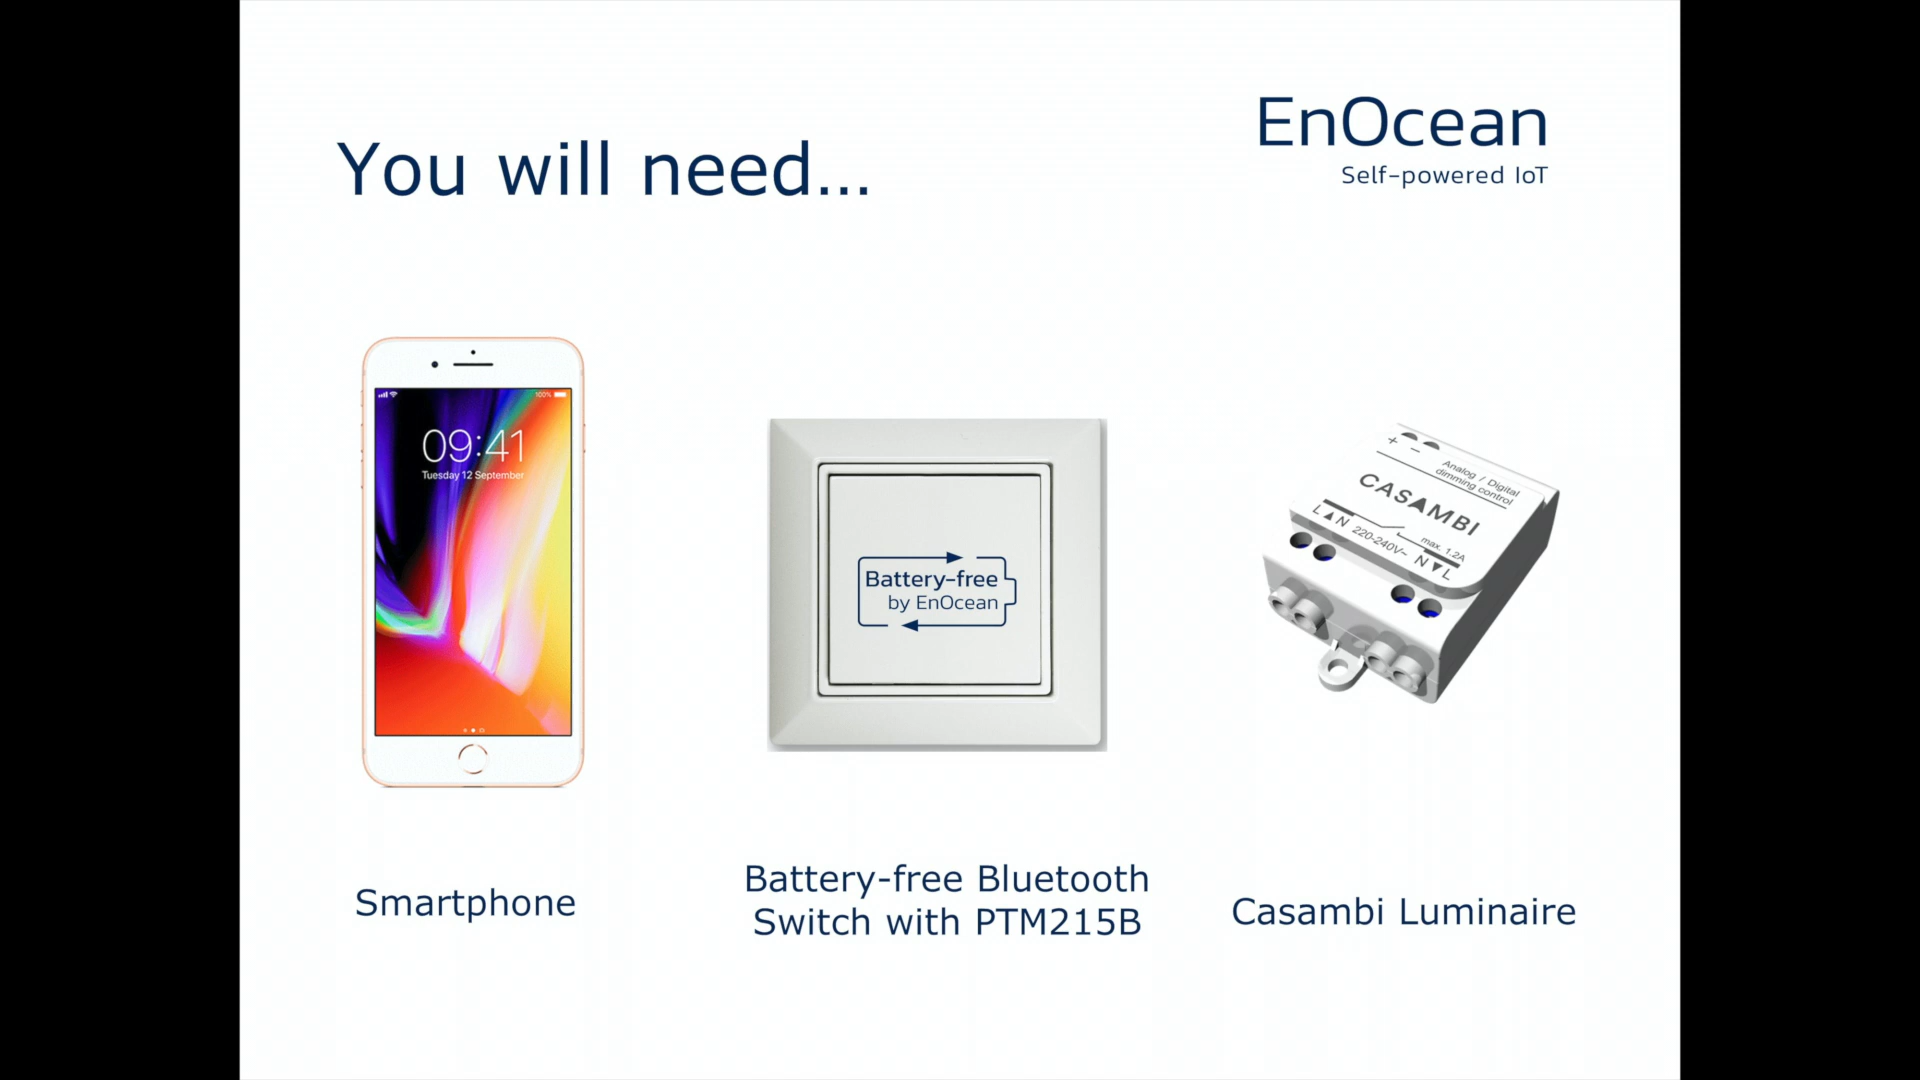 You will need...
EnOcean
Self-powered IoT
100%
09:41
Tuesday 12 September
Battery-free
by EnOcean
+
−
Analog / Digital
dimming control
CASAMBI
L N 220-240V~
max. 1.2A
N L
Smartphone
Battery-free Bluetooth
Switch with PTM215B
Casambi Luminaire